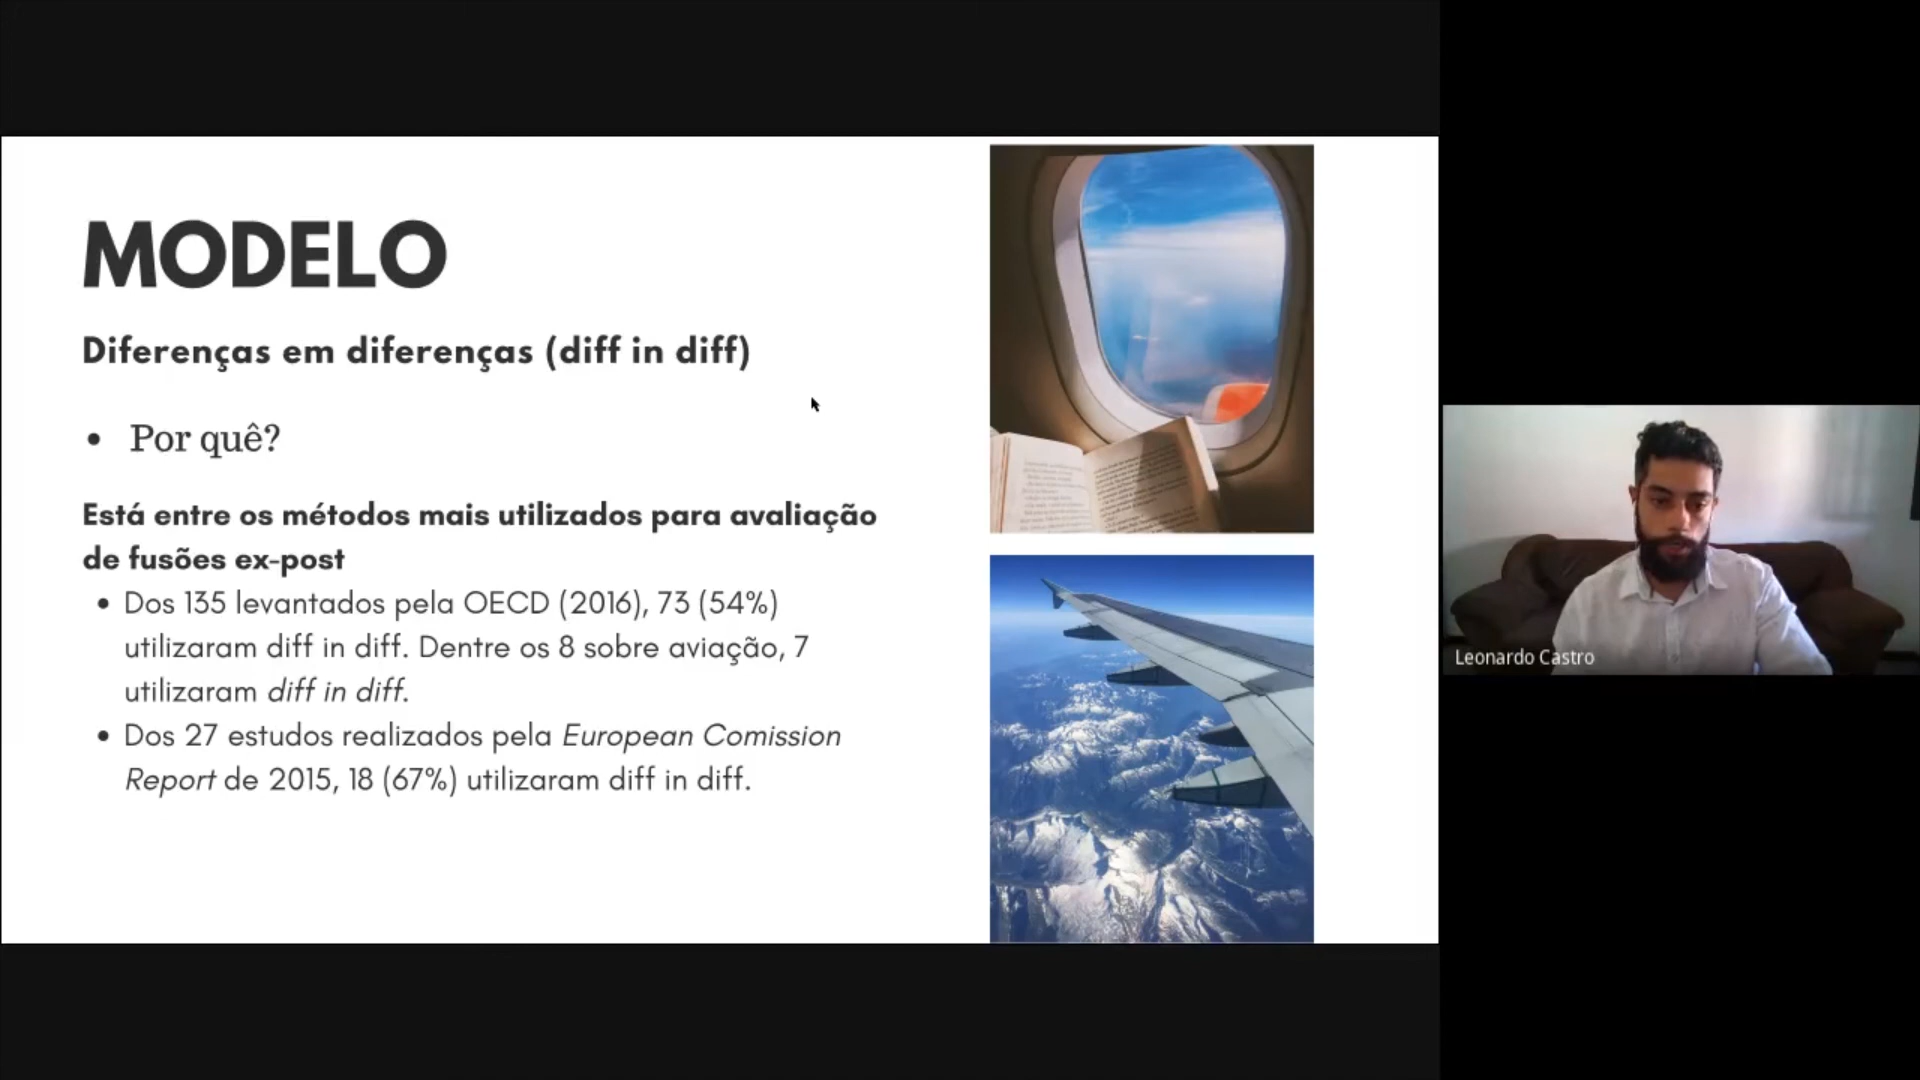 MODELO
Diferenças em diferenças (diff in diff)
• Por quê?
Está entre os métodos mais utilizados para avaliação
de fusões ex-post
• Dos 135 levantados pela OECD (2016), 73 (54%)
utilizaram diff in diff. Dentre os 8 sobre aviação, 7
utilizaram diff in diff.
• Dos 27 estudos realizados pela European Comission
Report de 2015, 18 (67%) utilizaram diff in diff.
Leonardo Castro